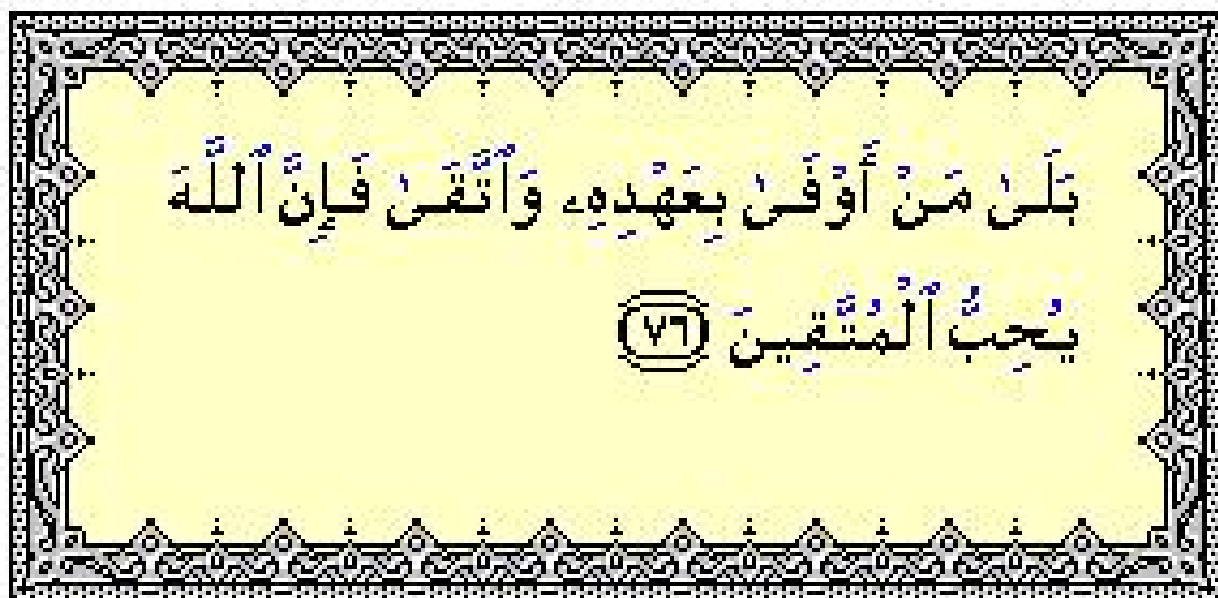 بَلَىٰ مَنْ أَوْفَىٰ بِعَهْدِهِۦ وَٱتَّقَىٰ فَإِنَّ ٱللَّهَ
يُحِبُّ ٱلْمُتَّقِينَ ٧٦